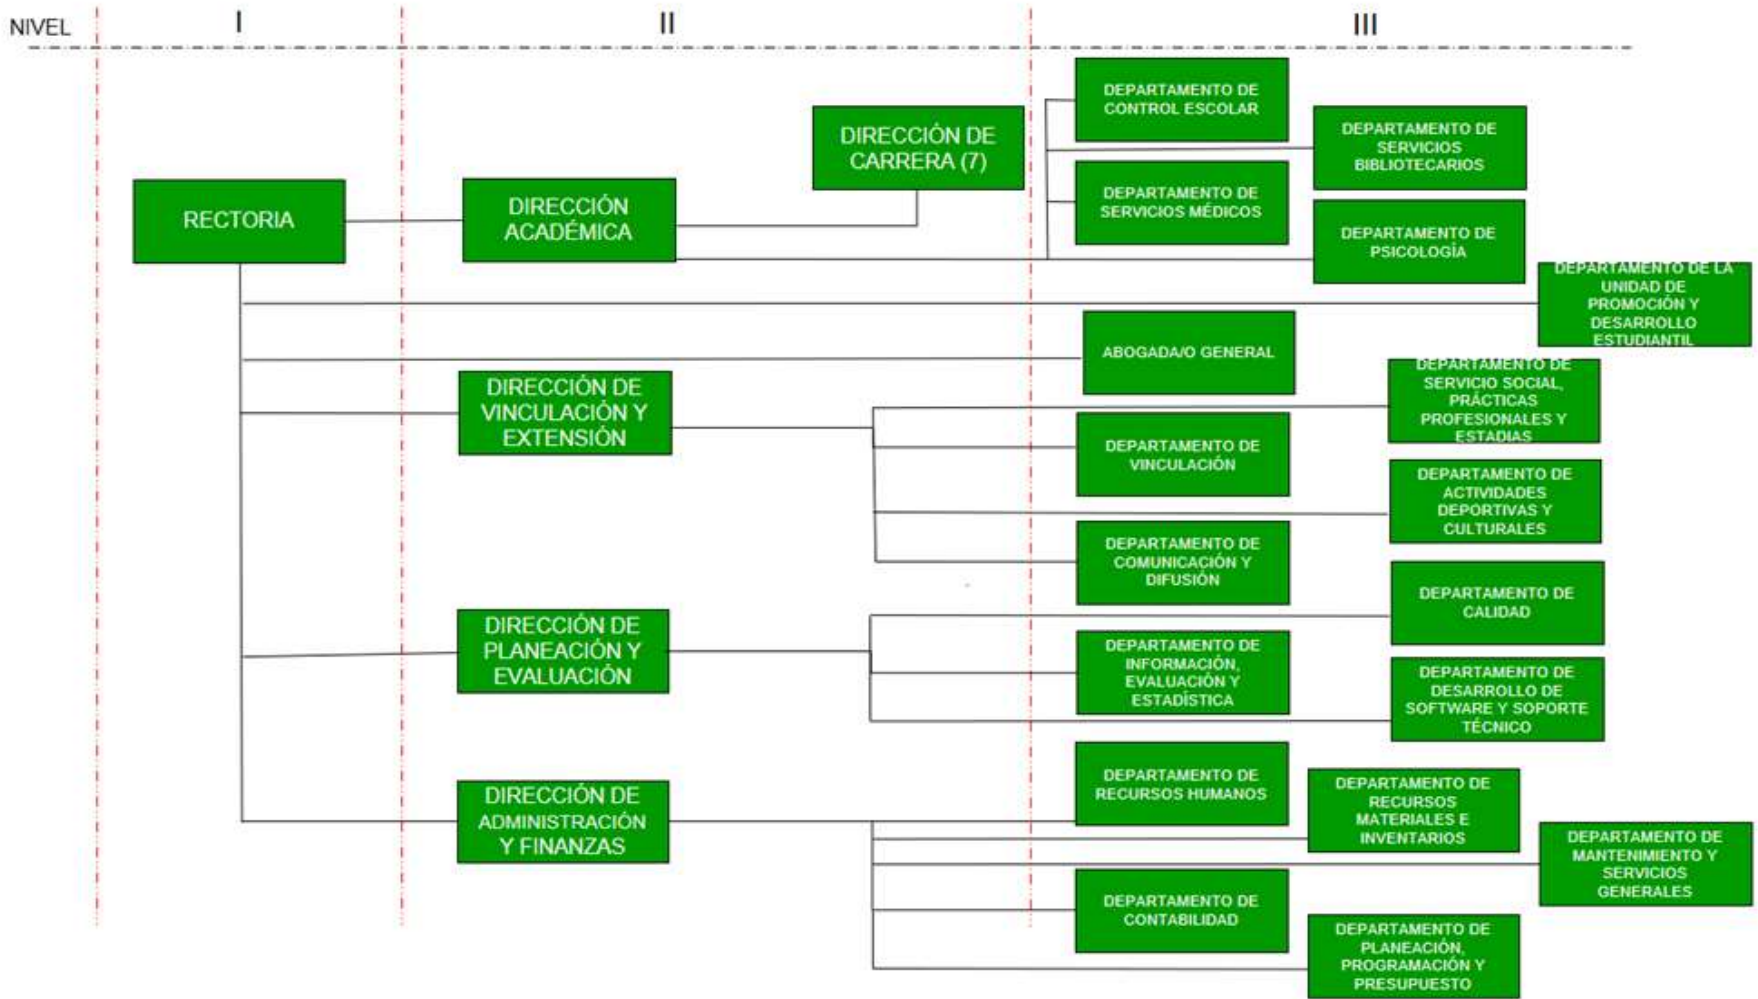 NIVEL
I
II
III
DEPARTAMENTO DE
CONTROL ESCOLAR
DIRECCIÓN DE
CARRERA (7)
DEPARTAMENTO DE
SERVICIOS
BIBLIOTECARIOS
RECTORIA
DIRECCIÓN
ACADÉMICA
DEPARTAMENTO DE
SERVICIOS MÉDICOS
DEPARTAMENTO DE
PSICOLOGÍA
DEPARTAMENTO DE LA
UNIDAD DE
PROMOCIÓN Y
DESARROLLO
ESTUDIANTIL
ABOGADA/O GENERAL
DIRECCIÓN DE
VINCULACIÓN Y
EXTENSIÓN
DEPARTAMENTO DE
SERVICIO SOCIAL,
PRÁCTICAS
PROFESIONALES Y
ESTADIAS
DEPARTAMENTO DE
VINCULACIÓN
DEPARTAMENTO DE
ACTIVIDADES
DEPORTIVAS Y
CULTURALES
DEPARTAMENTO DE
COMUNICACIÓN Y
DIFUSIÓN
DEPARTAMENTO DE
CALIDAD
DIRECCIÓN DE
PLANEACIÓN Y
EVALUACIÓN
DEPARTAMENTO DE
INFORMACIÓN,
EVALUACIÓN Y
ESTADÍSTICA
DEPARTAMENTO DE
DESARROLLO DE
SOFTWARE Y SOPORTE
TÉCNICO
DIRECCIÓN DE
ADMINISTRACIÓN
Y FINANZAS
DEPARTAMENTO DE
RECURSOS HUMANOS
DEPARTAMENTO DE
RECURSOS
MATERIALES E
INVENTARIOS
DEPARTAMENTO DE
MANTENIMIENTO Y
SERVICIOS
GENERALES
DEPARTAMENTO DE
CONTABILIDAD
DEPARTAMENTO DE
PLANEACIÓN,
PROGRAMACIÓN Y
PRESUPUESTO